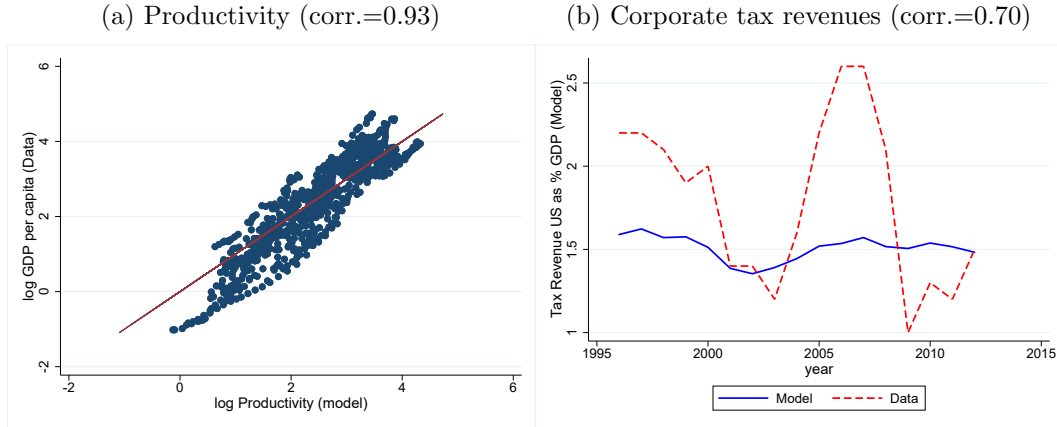 (a) Productivity (corr.=0.93)
log GDP per capita (Data)
6
4
2
0
-2
-2 0 2 4 6
log Productivity (model)
(b) Corporate tax revenues (corr.=0.70)
Tax Revenue US as % GDP (Model)
2.5
2
1.5
1
1995 2000 2005 2010 2015
year
Model Data